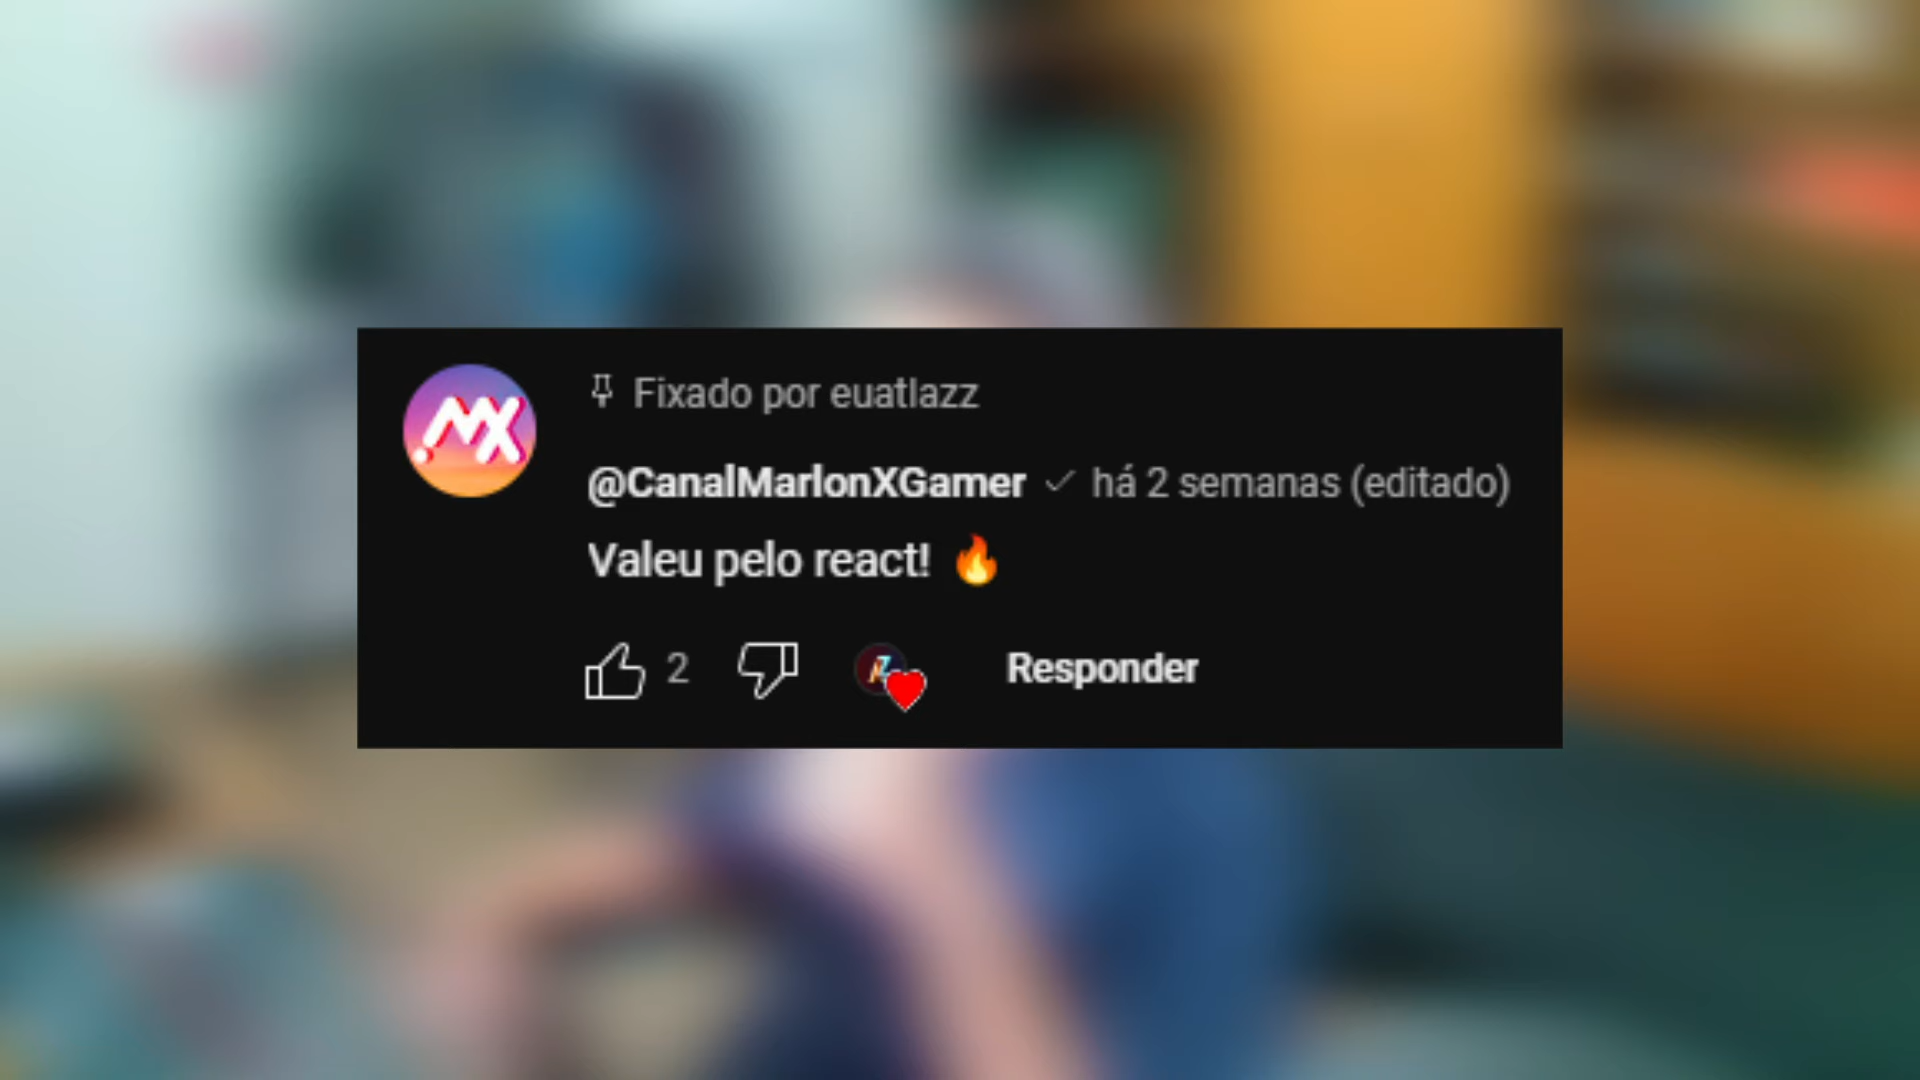 Fixado por euatlazz
@CanalMarlonXGamer há 2 semanas (editado)
Valeu pelo react! 🔥
2 Responder